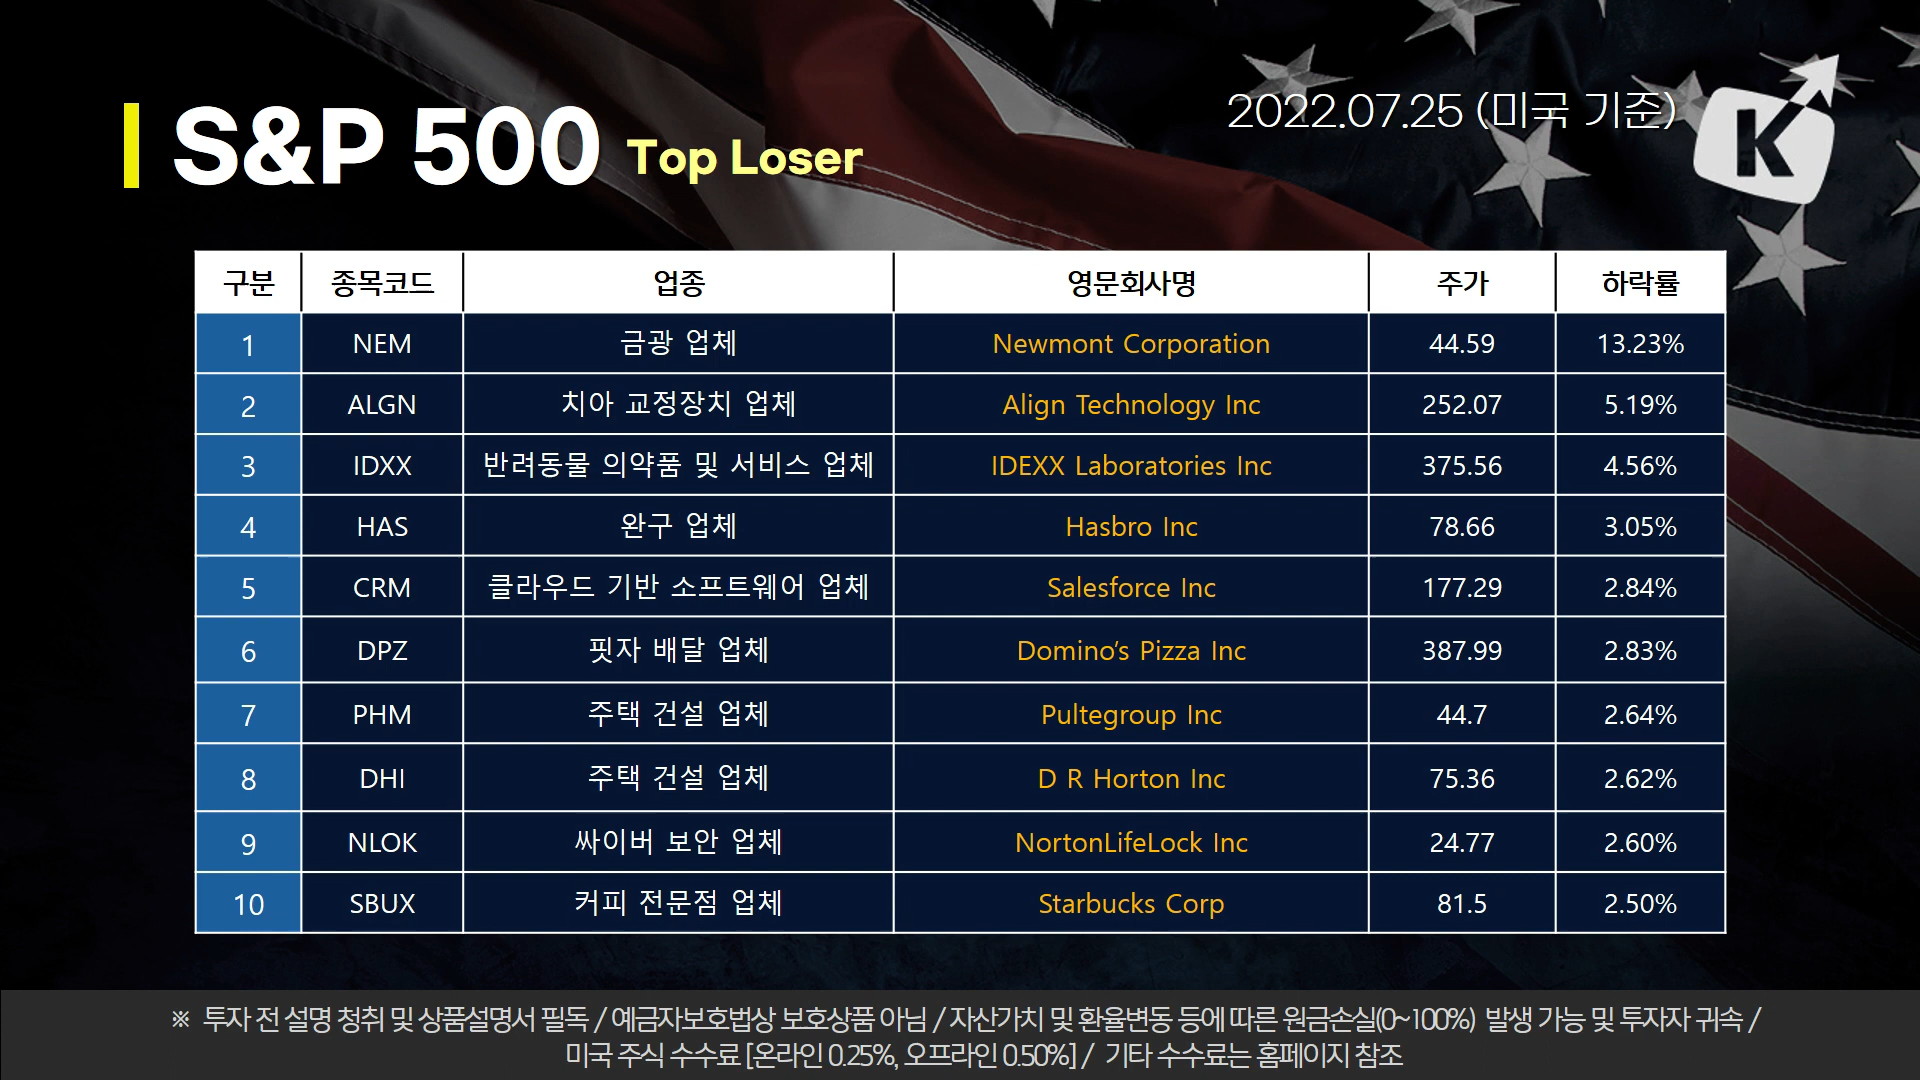 S&P 500 Top Loser
2022.07.25 (미국 기준)
K
구분 종목코드 업종 영문회사명 주가 하락률
1 NEM 금광 업체 Newmont Corporation 44.59 13.23%
2 ALGN 치아 교정장치 업체 Align Technology Inc 252.07 5.19%
3 IDXX 반려동물 의약품 및 서비스 업체 IDEXX Laboratories Inc 375.56 4.56%
4 HAS 완구 업체 Hasbro Inc 78.66 3.05%
5 CRM 클라우드 기반 소프트웨어 업체 Salesforce Inc 177.29 2.84%
6 DPZ 핏자 배달 업체 Domino’s Pizza Inc 387.99 2.83%
7 PHM 주택 건설 업체 Pultegroup Inc 44.7 2.64%
8 DHI 주택 건설 업체 D R Horton Inc 75.36 2.62%
9 NLOK 싸이버 보안 업체 NortonLifeLock Inc 24.77 2.60%
10 SBUX 커피 전문점 업체 Starbucks Corp 81.5 2.50%
※ 투자 전 설명 청취 및 상품설명서 필독 / 예금자보호법상 보호상품 아님 / 자산가치 및 환율변동 등에 따른 원금손실(0~100%) 발생 가능 및 투자자 귀속 /
미국 주식 수수료 [온라인 0.25%, 오프라인 0.50%] / 기타 수수료는 홈페이지 참조